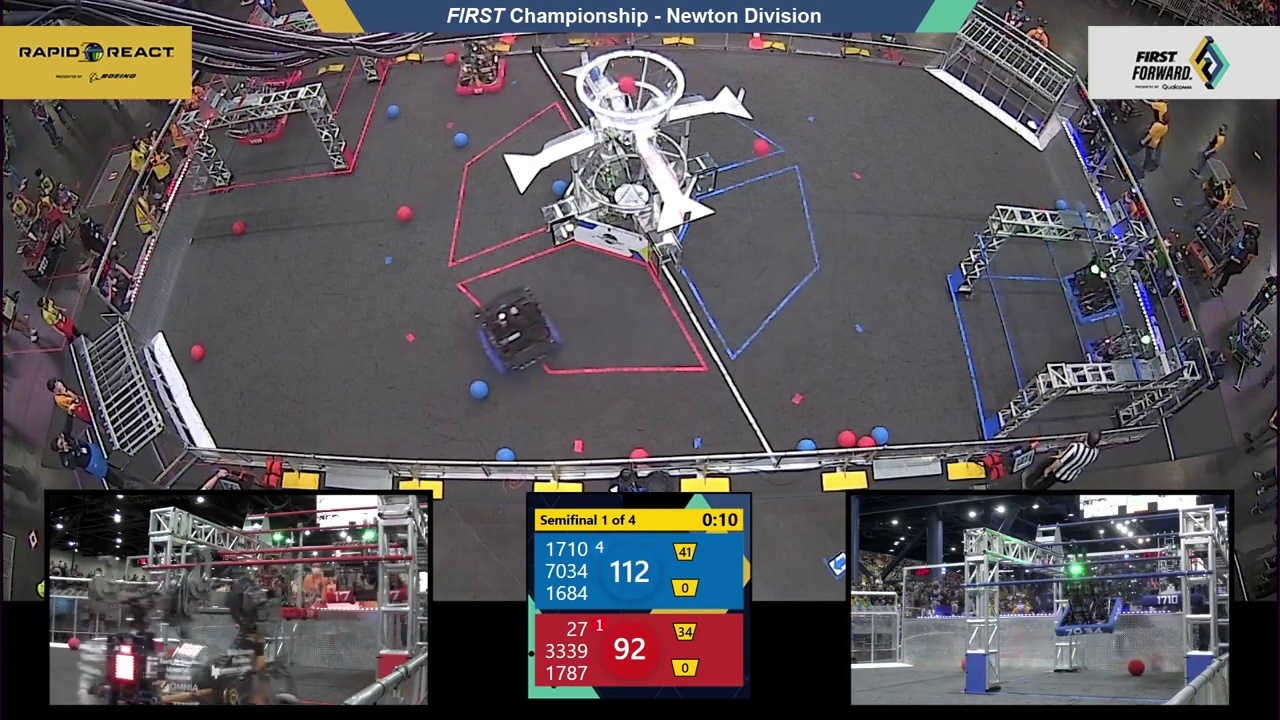 FIRST Championship - Newton Division
RAPID REACT
PRESENTED BY BOEING
FIRST
FORWARD.
PRESENTED BY Qualcomm
Semifinal 1 of 4
0:10
1710 4
7034
1684
112
41
0
27 1
3339
1787
92
34
0
1710
7034